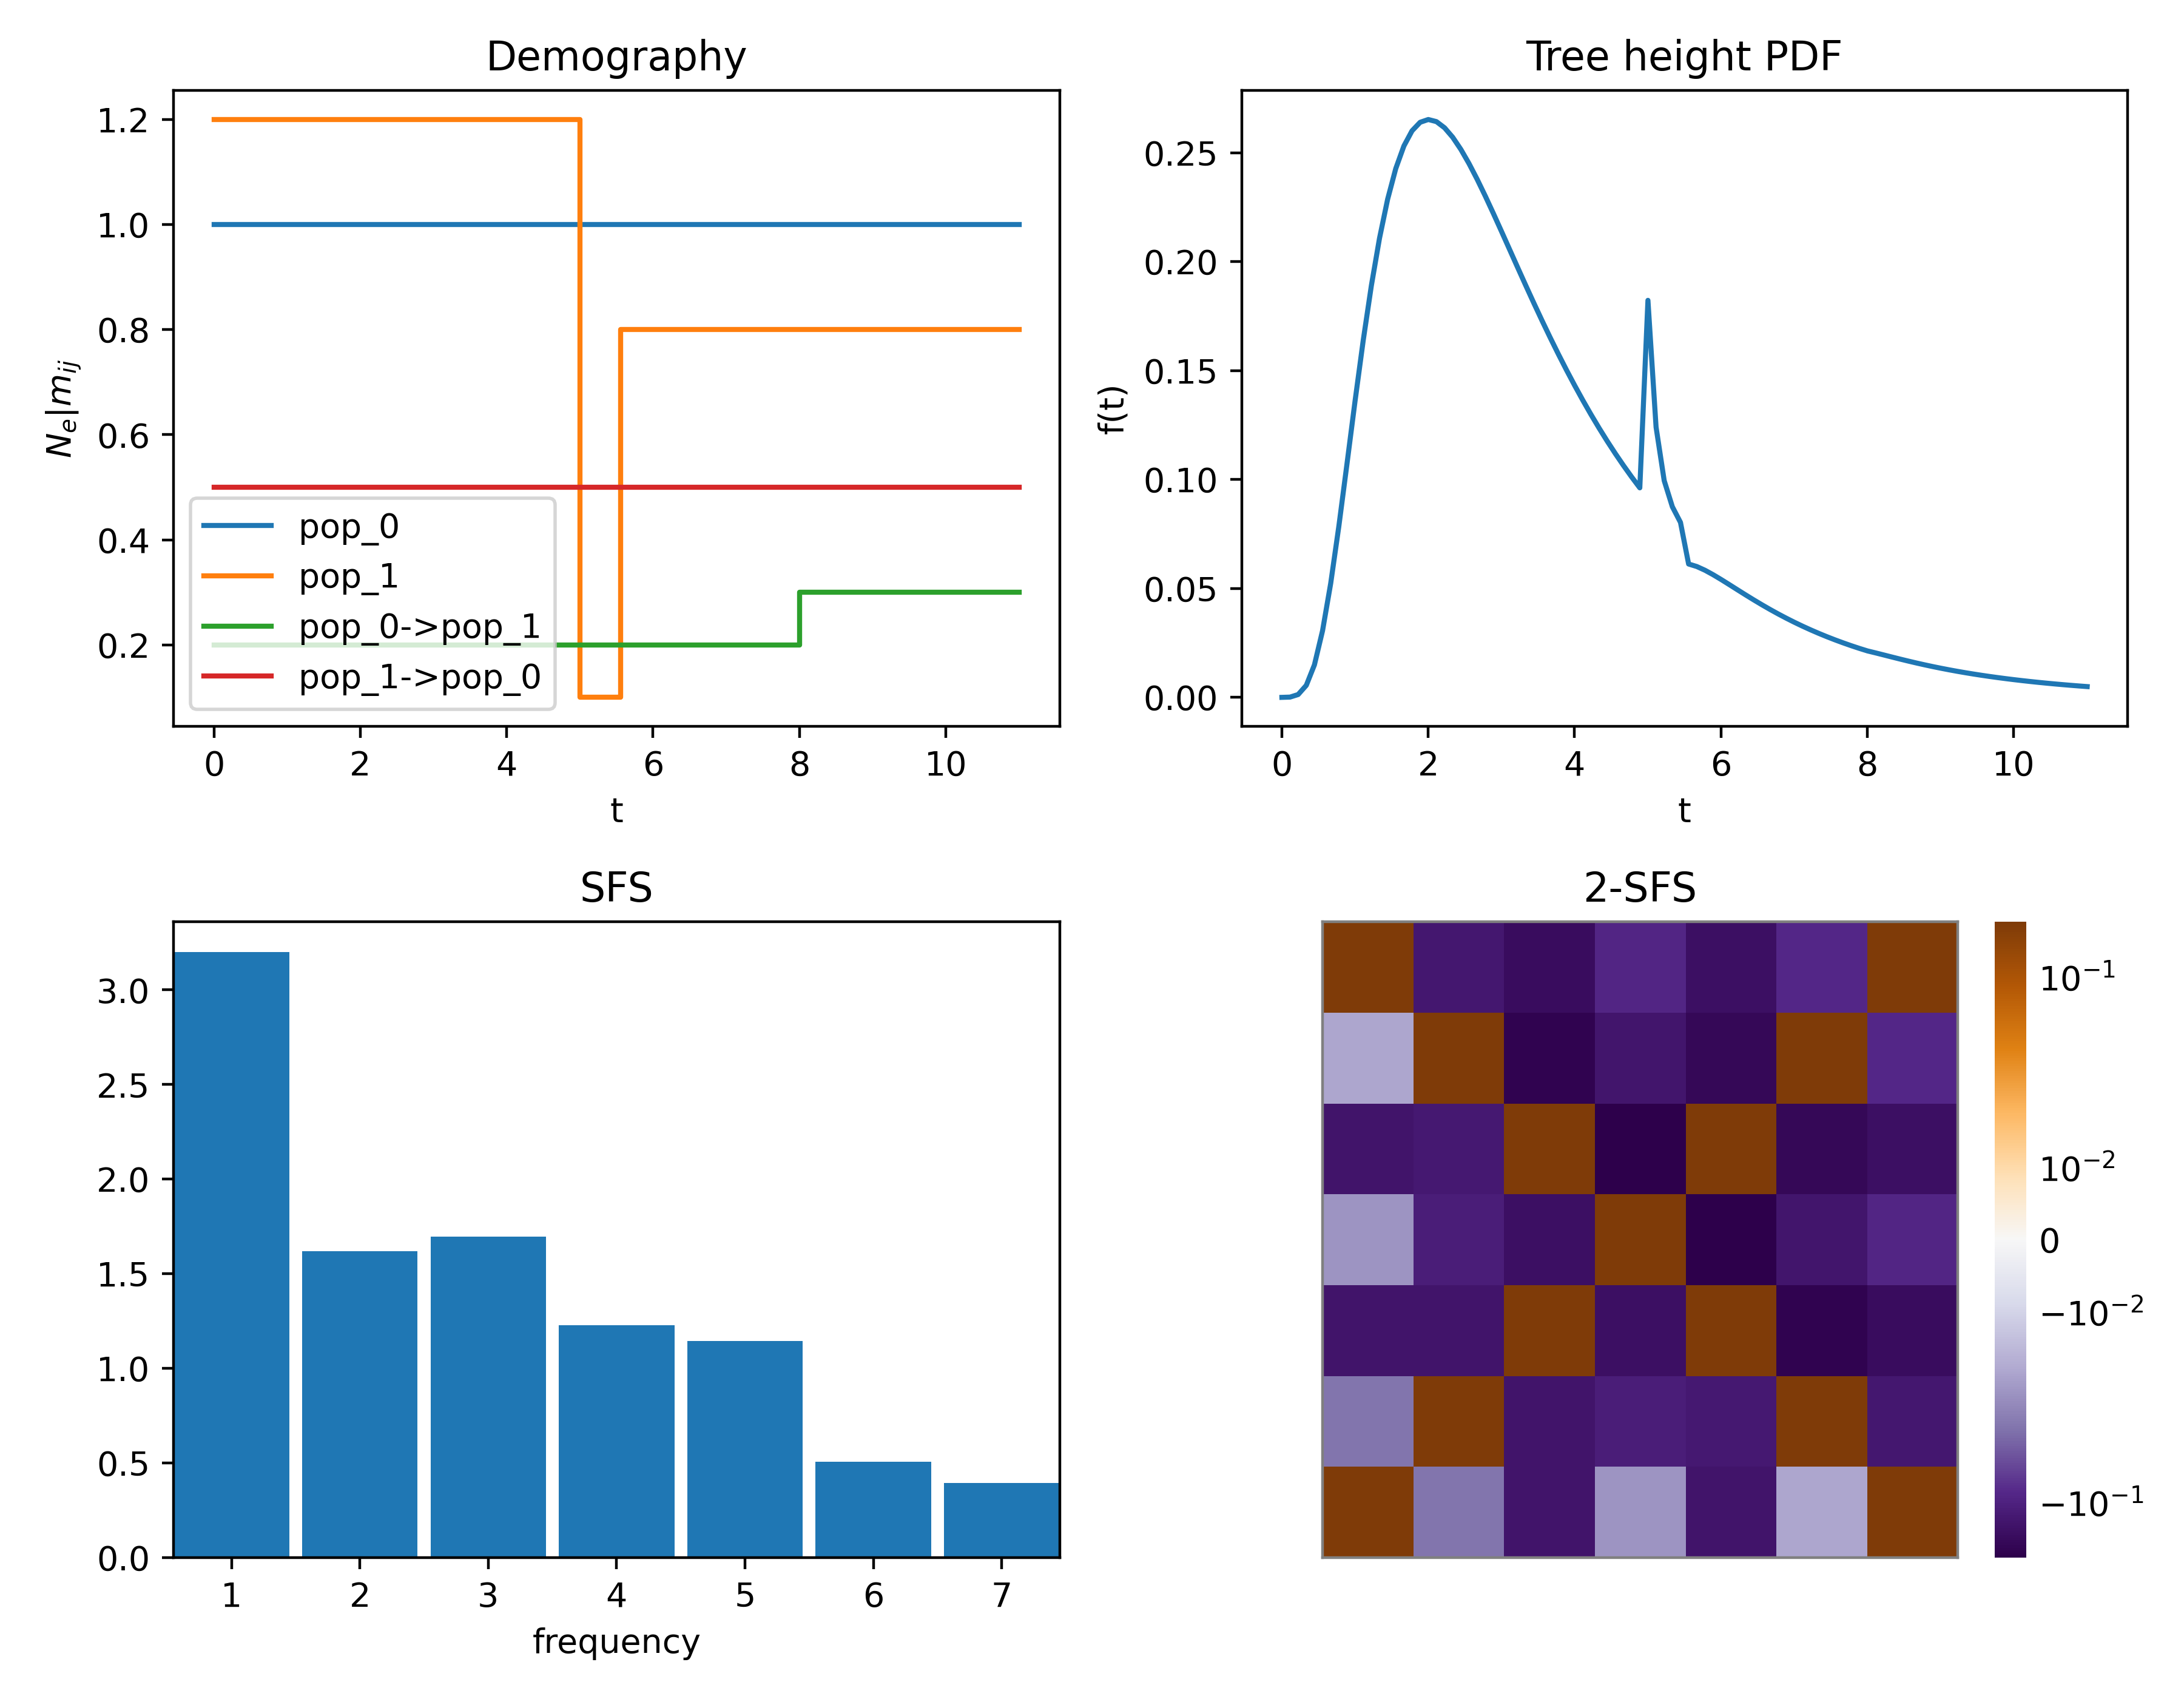 Demography
1.2
1.0
0.8
0.6
0.4
0.2
N_e|m_ij
pop_0
pop_1
pop_0->pop_1
pop_1->pop_0
0 2 4 6 8 10
t
Tree height PDF
0.25
0.20
0.15
0.10
0.05
0.00
f(t)
0 2 4 6 8 10
t
SFS
3.0
2.5
2.0
1.5
1.0
0.5
0.0
1 2 3 4 5 6 7
frequency
2-SFS
10⁻¹
10⁻²
0
−10⁻²
−10⁻¹